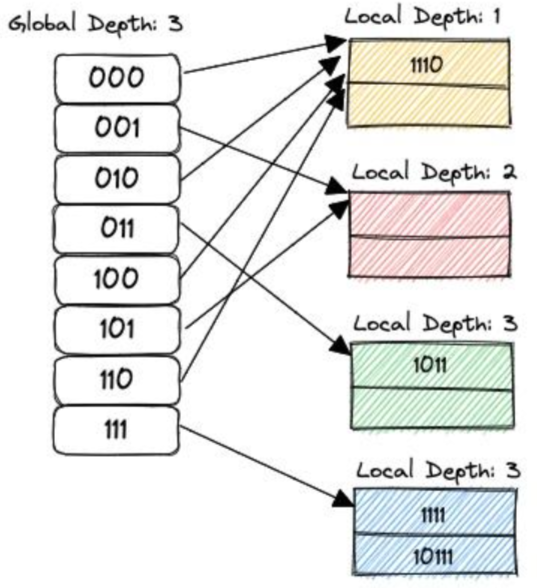 Global Depth: 3
000
001
010
011
100
101
110
111
Local Depth: 1
1110
Local Depth: 2
Local Depth: 3
1011
Local Depth: 3
1111
10111